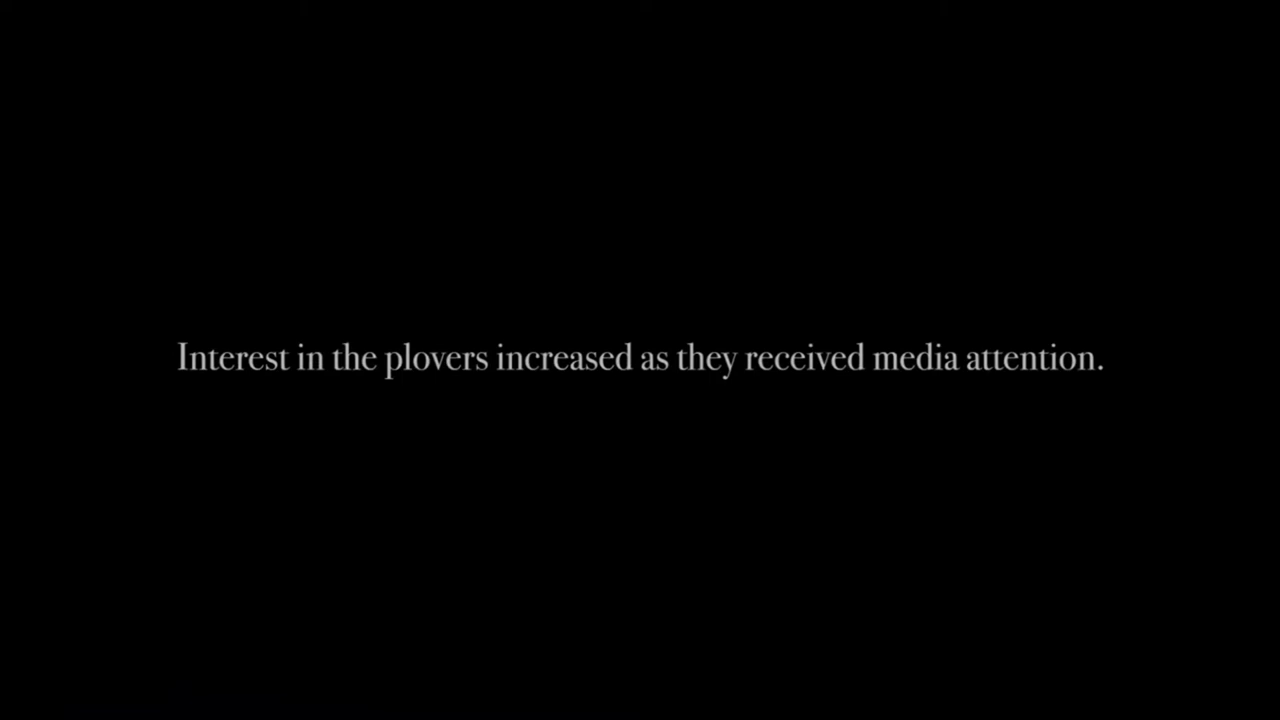 Interest in the plovers increased as they received media attention.